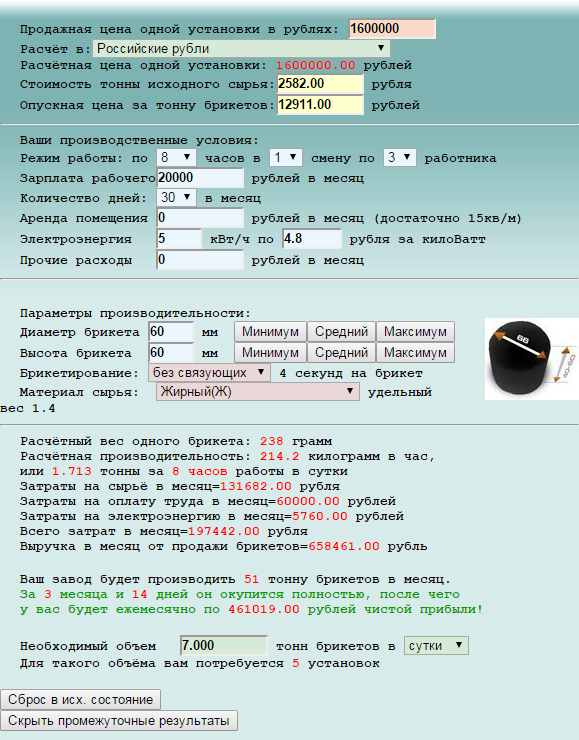 Продажная цена одной установки в рублях: 1600000
Расчёт в: Российские рубли
Расчётная цена одной установки: 1600000.00 рублей
Стоимость тонны исходного сырья: 2582.00 рубля
Опускная цена за тонну брикетов: 12911.00 рублей
Ваши производственные условия:
Режим работы: по 8 часов в 1 смену по 3 работника
Зарплата рабочего 20000 рублей в месяц
Количество дней: 30 в месяц
Аренда помещения 0 рублей в месяц (достаточно 15кв/м)
Электроэнергия 5 кВт/ч по 4.8 рубля за килоВатт
Прочие расходы 0 рублей в месяц
Параметры производительности:
Диаметр брикета 60 мм Минимум Средний Максимум
Высота брикета 60 мм Минимум Средний Максимум
Брикетирование: без связующих 4 секунд на брикет
Материал сырья: Жирный(Ж) удельный
вес 1.4
Расчётный вес одного брикета: 238 грамм
Расчётная производительность: 214.2 килограмм в час,
или 1.713 тонны за 8 часов работы в сутки
Затраты на сырьё в месяц=131682.00 рубля
Затраты на оплату труда в месяц=60000.00 рублей
Затраты на электроэнергию в месяц=5760.00 рублей
Всего затрат в месяц=197442.00 рубля
Выручка в месяц от продажи брикетов=658461.00 рубль
Ваш завод будет производить 51 тонну брикетов в месяц.
За 3 месяца и 14 дней он окупится полностью, после чего
у вас будет ежемесячно по 461019.00 рублей чистой прибыли!
Необходимый объем 7.000 тонн брикетов в сутки
Для такого объёма вам потребуется 5 установок
Сброс в исх. состояние
Скрыть промежуточные результаты